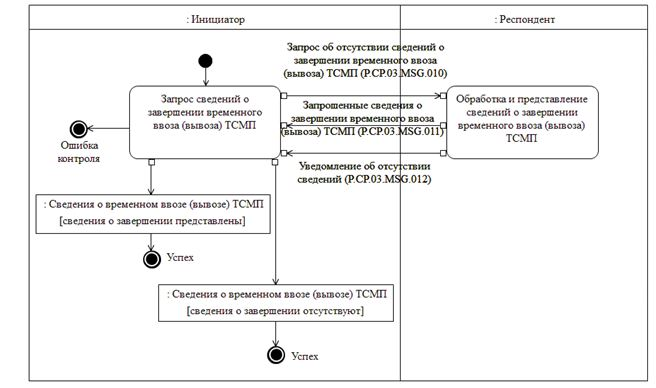 : Инициатор
: Респондент
Запрос об отсутствии сведений о
завершении временного ввоза
(вывоза) ТСМП (P.CP.03.MSG.010)
Запрос сведений о
завершении временного
ввоза (вывоза) ТСМП
Запрошенные сведения о
завершении временного ввоза
(вывоза) ТСМП (P.CP.03.MSG.011)
Обработка и представление
сведений о завершении
временного ввоза (вывоза)
ТСМП
Ошибка
контроля
Уведомление об отсутствии
сведений (P.CP.03.MSG.012)
: Сведения о временном ввозе (вывозе) ТСМП
[сведения о завершении представлены]
Успех
: Сведения о временном ввозе (вывозе) ТСМП
[сведения о завершении отсутствуют]
Успех